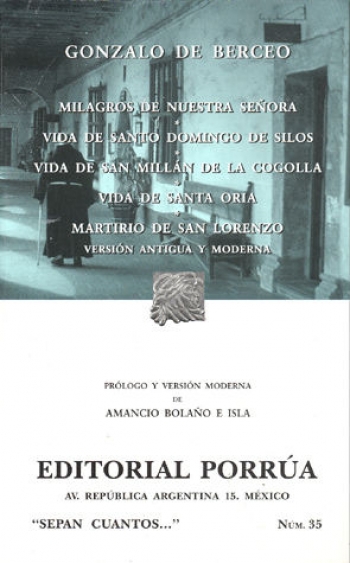 GONZALO DE BERCEO
MILAGROS DE NUESTRA SEÑORA
VIDA DE SANTO DOMINGO DE SILOS
VIDA DE SAN MILLÁN DE LA COGOLLA
VIDA DE SANTA ORIA
MARTIRIO DE SAN LORENZO
VERSIÓN ANTIGUA Y MODERNA
PRÓLOGO Y VERSIÓN MODERNA
DE
AMANCIO BOLAÑO E ISLA
EDITORIAL PORRÚA
AV. REPÚBLICA ARGENTINA 15. MÉXICO
"SEPAN CUANTOS..." NÚM. 35